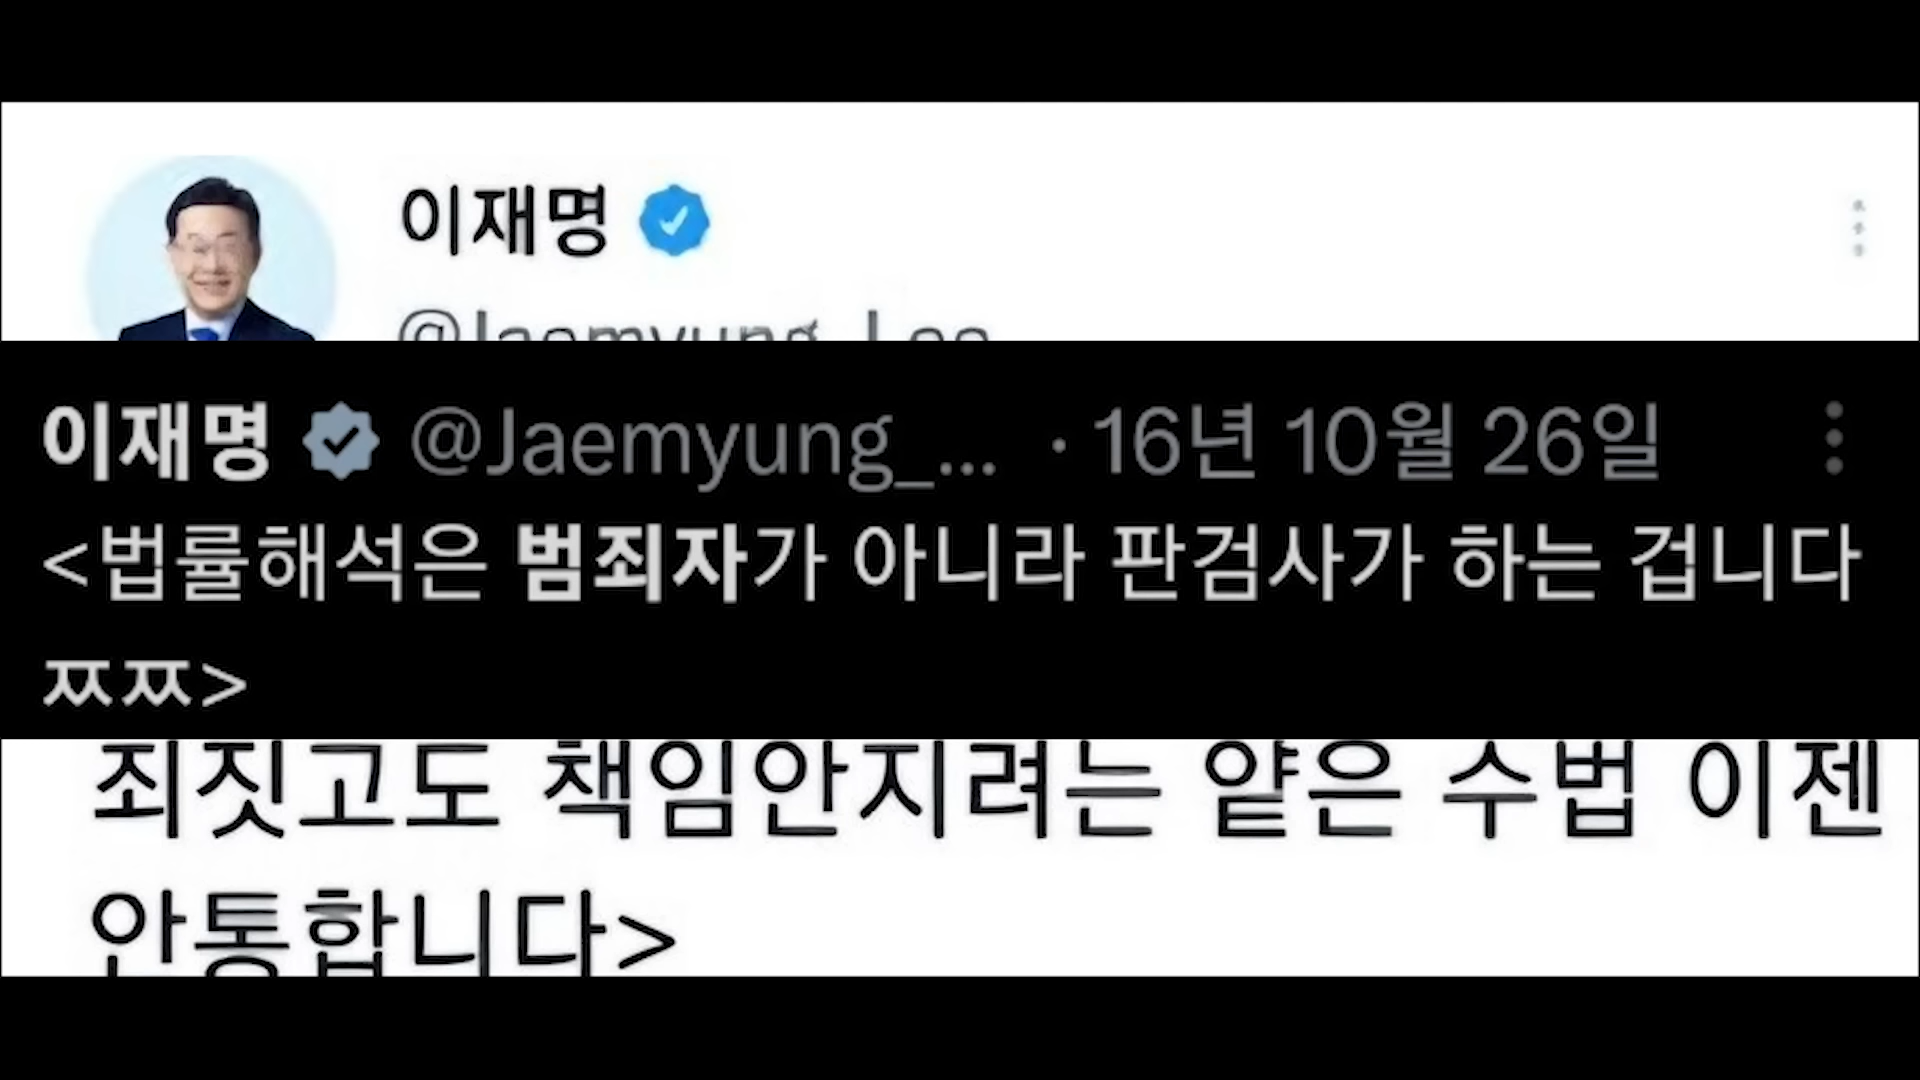 이재명
@Jaemyung_Lee
이재명 @Jaemyung_... · 16년 10월 26일
<법률해석은 범죄자가 아니라 판검사가 하는 겁니다
ㅉㅉ>
죄짓고도 책임안지려는 얕은 수법 이젠
안통합니다>